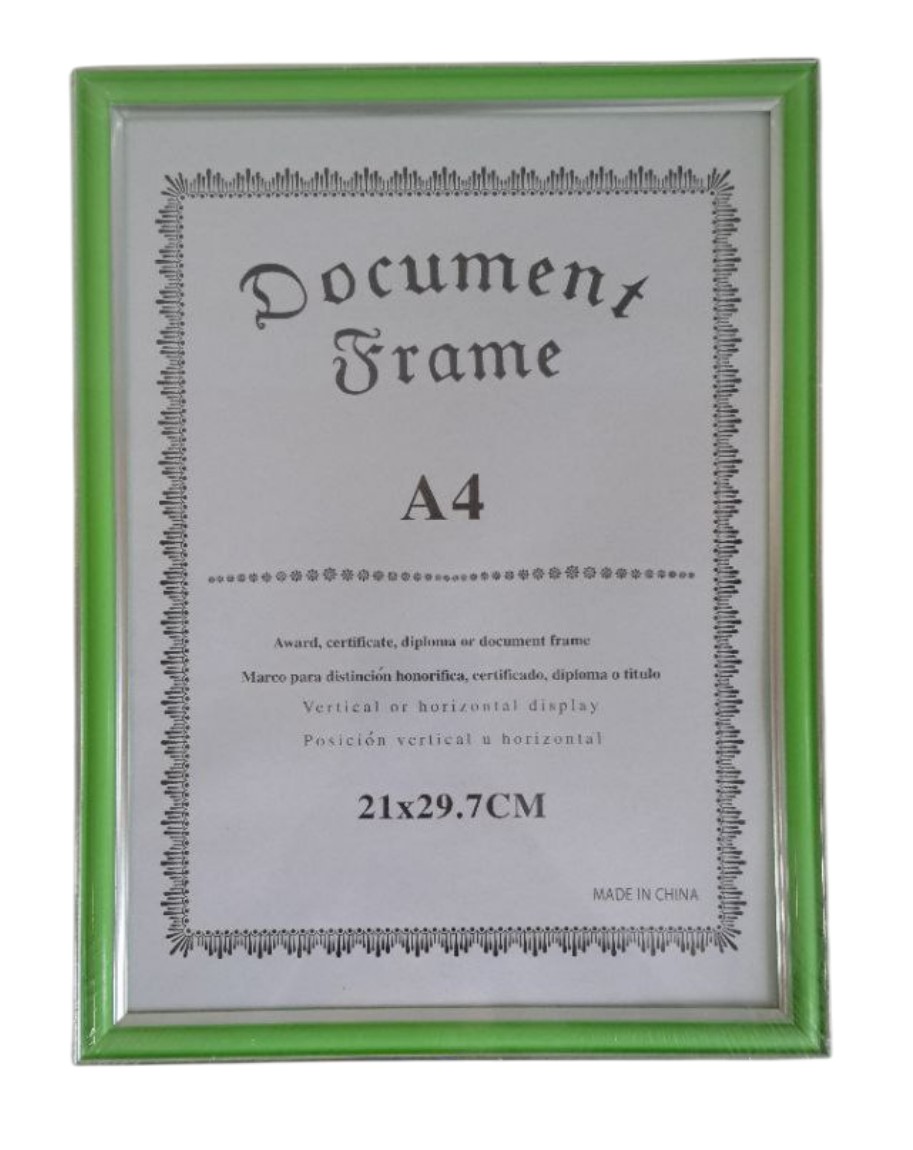 Document
Frame
A4
Award, certificate, diploma or document frame
Marco para distinción honorifica, certificado, diploma o titulo
Vertical or horizontal display
Posición vertical u horizontal
21x29.7CM
MADE IN CHINA